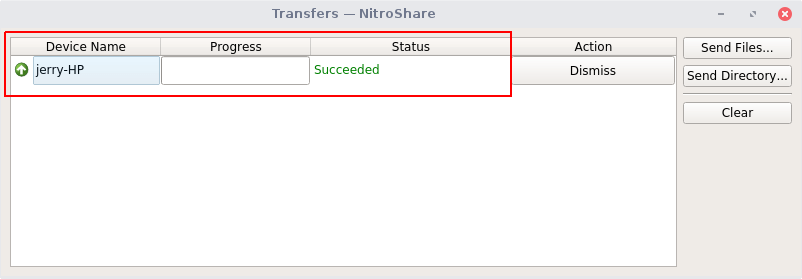 Transfers — NitroShare
Device Name Progress Status Action
jerry-HP Succeeded Dismiss
Send Files...
Send Directory...
Clear